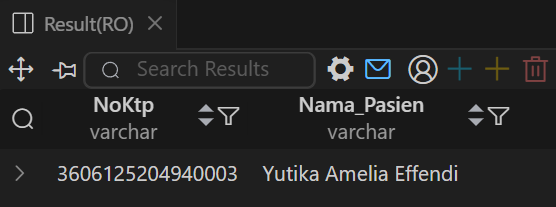 Result(RO)
Search Results
NoKtp Nama_Pasien
varchar varchar
3606125204940003 Yutika Amelia Effendi